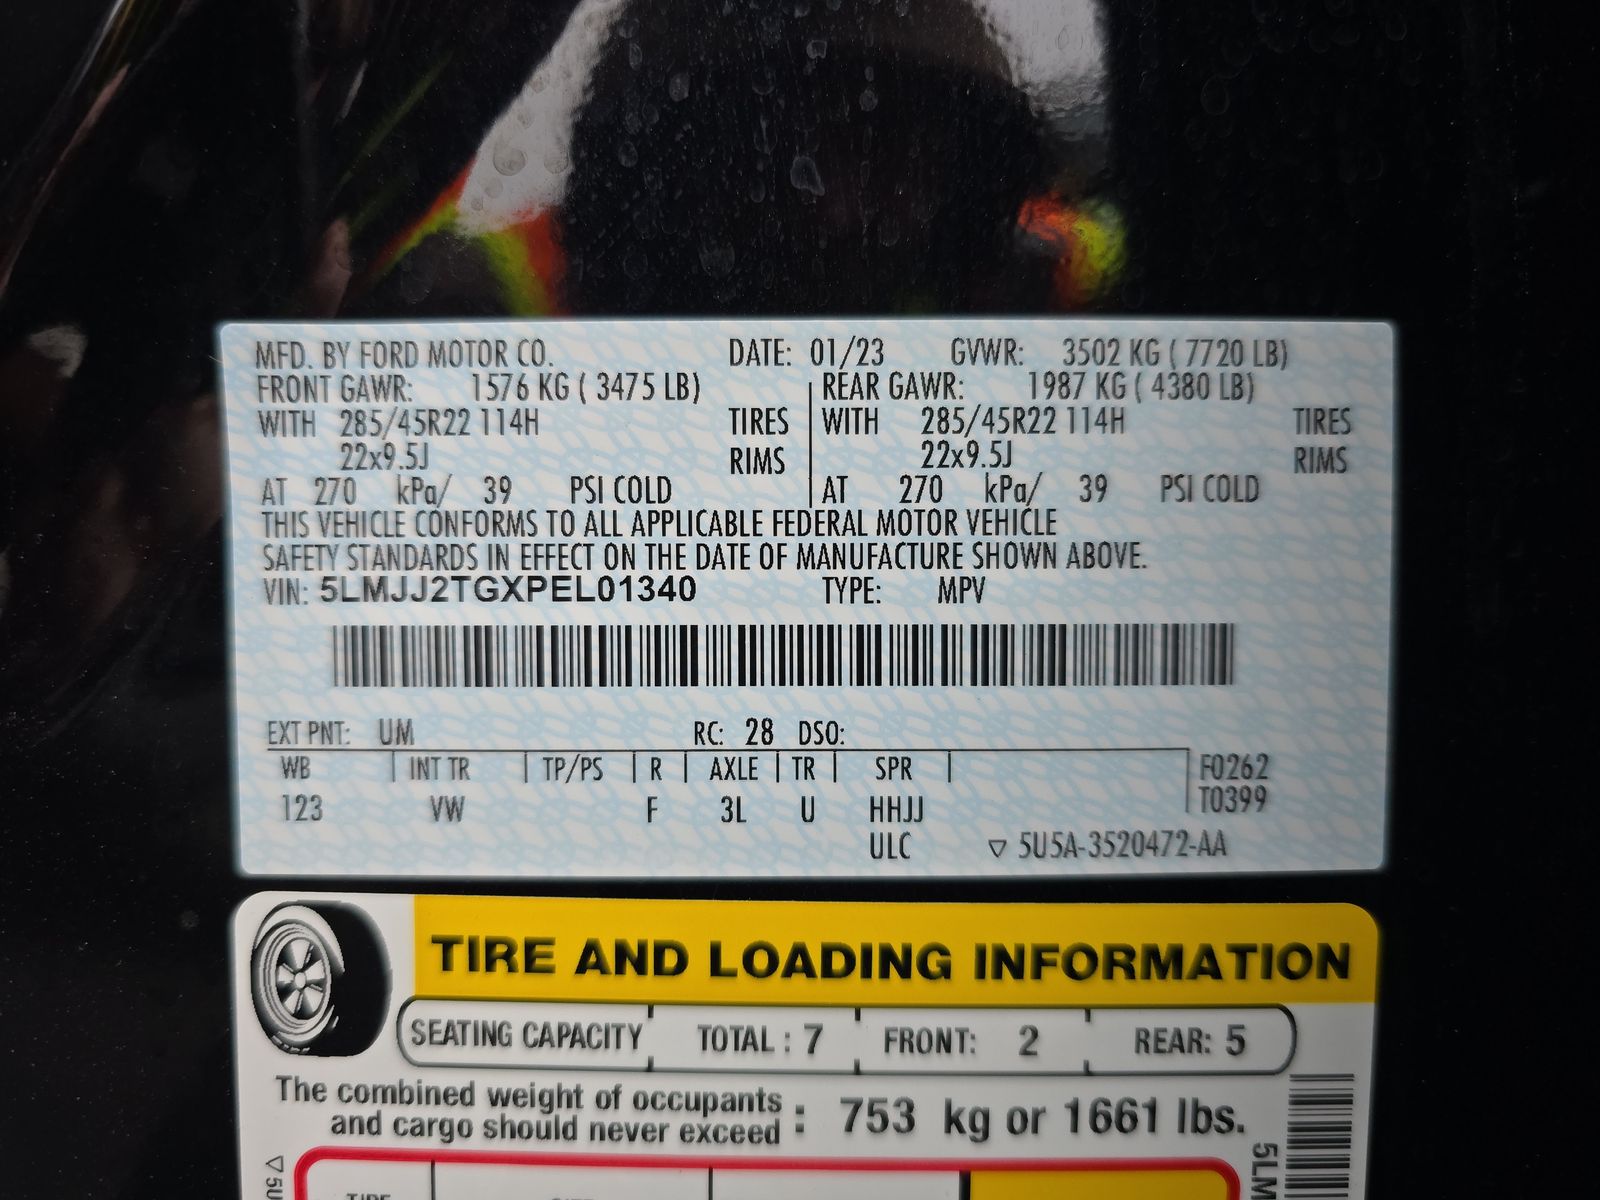 MFD. BY FORD MOTOR CO. DATE: 01/23 GVWR: 3502 KG ( 7720 LB)
FRONT GAWR: 1576 KG ( 3475 LB) REAR GAWR: 1987 KG ( 4380 LB)
WITH 285/45R22 114H TIRES WITH 285/45R22 114H TIRES
22x9.5J RIMS 22x9.5J RIMS
AT 270 kPa/ 39 PSI COLD AT 270 kPa/ 39 PSI COLD
THIS VEHICLE CONFORMS TO ALL APPLICABLE FEDERAL MOTOR VEHICLE
SAFETY STANDARDS IN EFFECT ON THE DATE OF MANUFACTURE SHOWN ABOVE.
VIN: 5LMJJ2TGXPEL01340 TYPE: MPV
EXT PNT: UM RC: 28 DSO:
WB INT TR TP/PS R AXLE TR SPR F0262
123 VW F 3L U HHJJ T0399
ULC ▽ 5U5A-3520472-AA
TIRE AND LOADING INFORMATION
SEATING CAPACITY TOTAL : 7 FRONT: 2 REAR: 5
The combined weight of occupants
and cargo should never exceed : 753 kg or 1661 lbs.
▽ 5U
5LM
TIRE